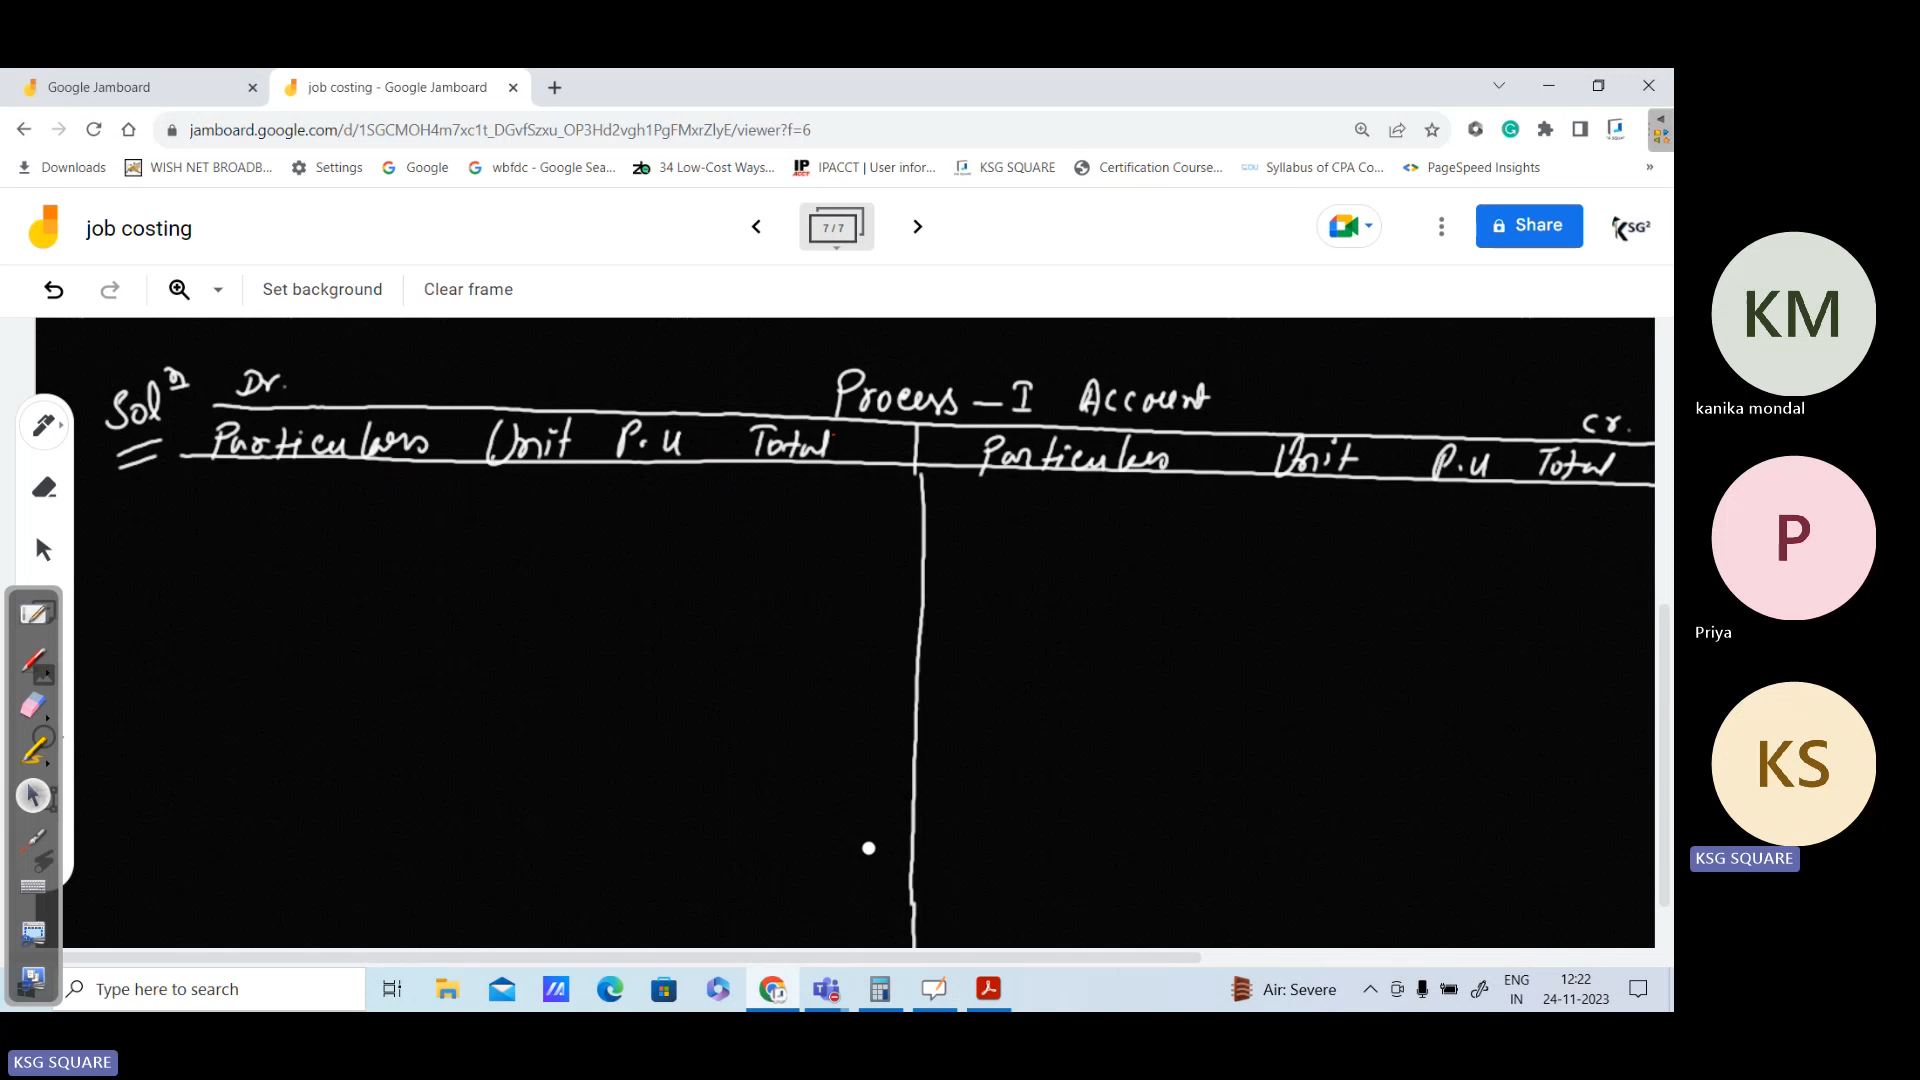 Google Jamboard
job costing - Google Jamboard
jamboard.google.com/d/1SGCMOH4m7xc1t_DGvfSzxu_OP3Hd2vgh1PgFMxrZlyE/viewer?f=6
Downloads WISH NET BROADB... Settings Google wbfdc - Google Sea... 34 Low-Cost Ways... IPACCT | User infor... KSG SQUARE Certification Course... Syllabus of CPA Co... PageSpeed Insights »
job costing
7 / 7
Share
KSG²
Set background Clear frame
Solⁿ Dr. Process - I Account Cr.
Particulars Unit P.U Total Particulars Unit P.U Total
KM
kanika mondal
P
Priya
KS
KSG SQUARE
Type here to search
Air: Severe
ENG
IN
12:22
24-11-2023
KSG SQUARE